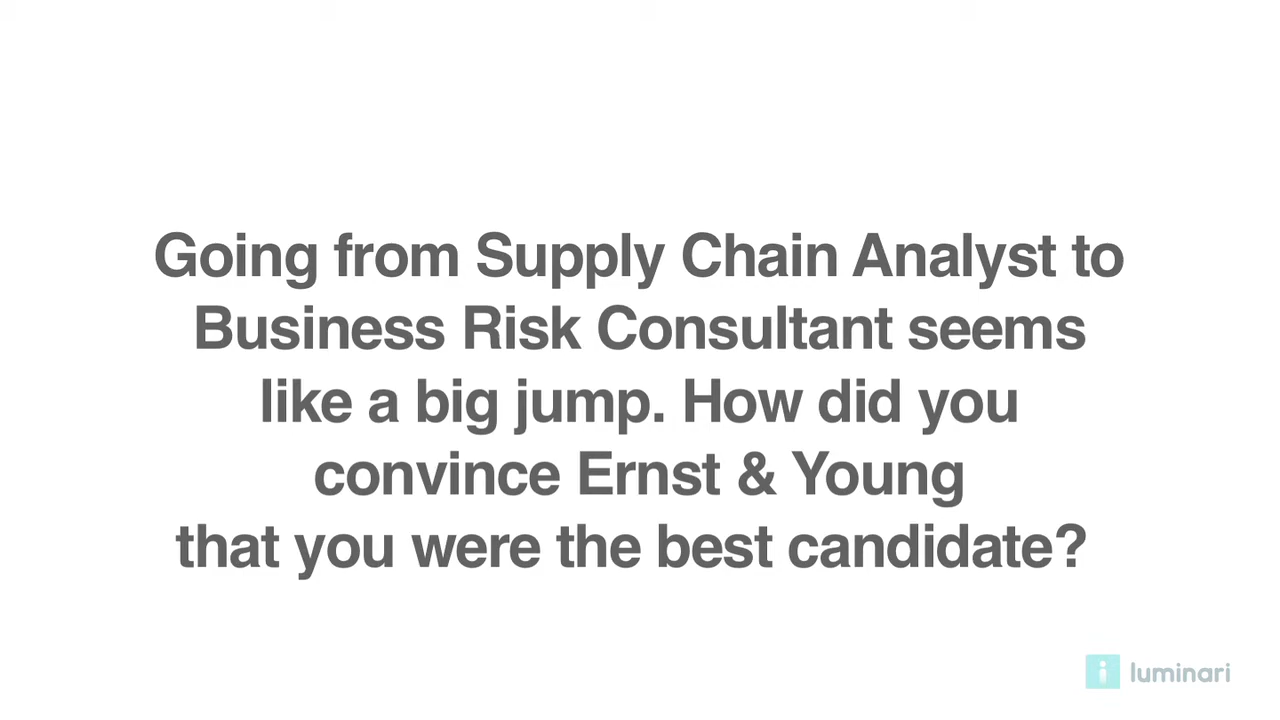 Going from Supply Chain Analyst to
Business Risk Consultant seems
like a big jump. How did you
convince Ernst & Young
that you were the best candidate?
luminari